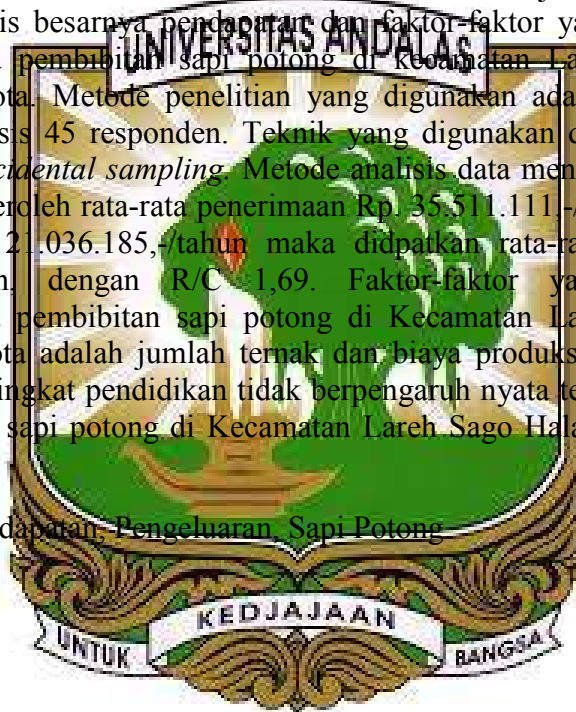 is besarnya pendapatan dan faktor-faktor ya
UNIVERSITAS ANDALAS
pembibitan sapi potong di kecamatan La
ota. Metode penelitian yang digunakan ada
sis 45 responden. Teknik yang digunakan d
cidental sampling. Metode analisis data men
eroleh rata-rata penerimaan Rp. 35.511.111,-/
21.036.185,-/tahun maka didpatkan rata-ra
n, dengan R/C 1,69. Faktor-faktor ya
pembibitan sapi potong di Kecamatan La
ota adalah jumlah ternak dan biaya produks
ingkat pendidikan tidak berpengaruh nyata te
sapi potong di Kecamatan Lareh Sago Hala
dapatan, Pengeluaran, Sapi Potong
KEDJAJAAN
UNTUK BANGSA